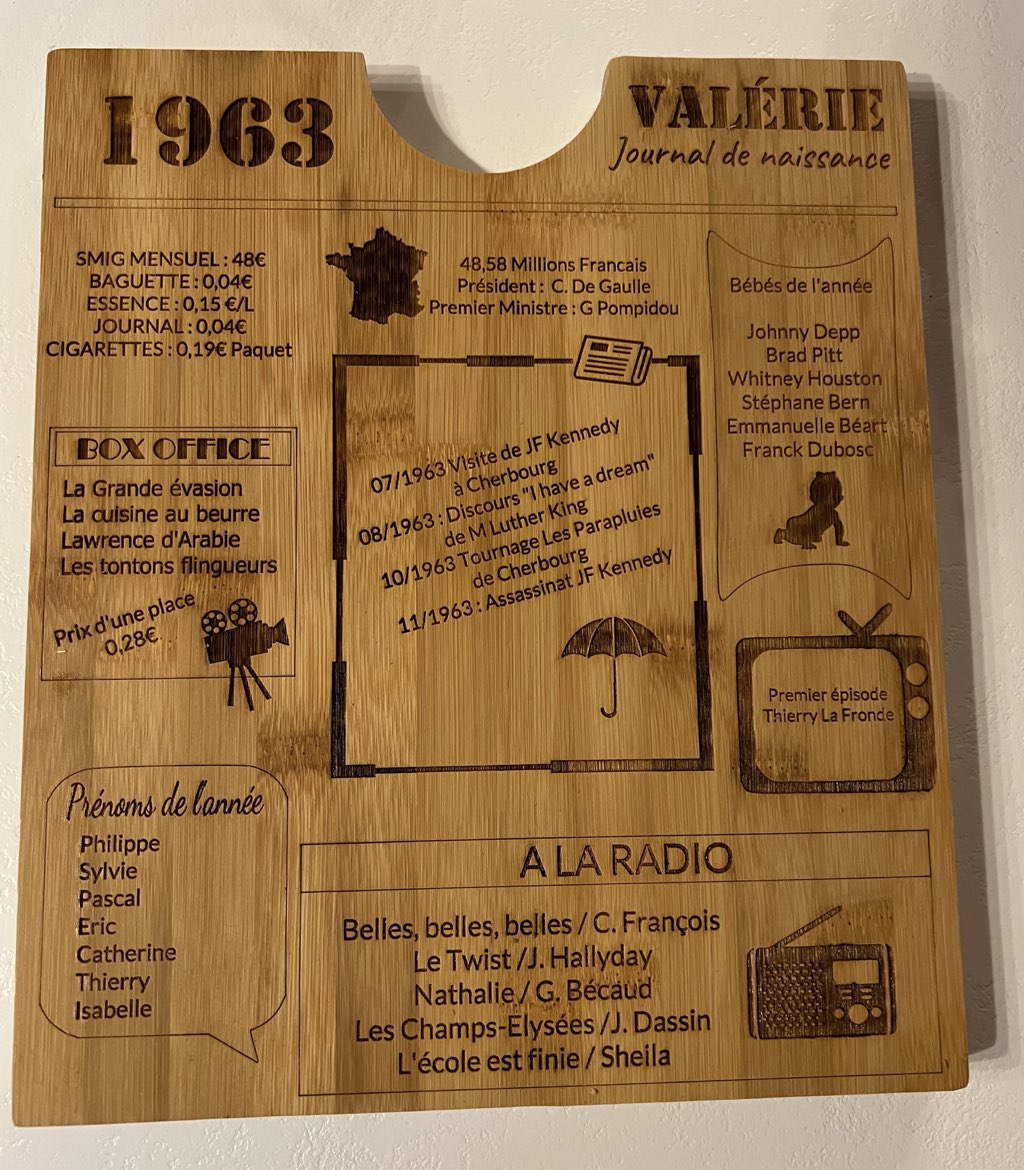 1963
VALÉRIE
Journal de naissance
SMIG MENSUEL : 48€
BAGUETTE : 0,04€
ESSENCE : 0,15 €/L
JOURNAL : 0,04€
CIGARETTES : 0,19€ Paquet
48,58 Millions Francais
Président : C. De Gaulle
Premier Ministre : G Pompidou
Bébés de l'année
Johnny Depp
Brad Pitt
Whitney Houston
Stéphane Bern
Emmanuelle Béart
Franck Dubosc
BOX OFFICE
La Grande évasion
La cuisine au beurre
Lawrence d'Arabie
Les tontons flingueurs
Prix d'une place
0,28€
07/1963 Visite de JF Kennedy
à Cherbourg
08/1963 : Discours "I have a dream"
de M Luther King
10/1963 Tournage Les Parapluies
de Cherbourg
11/1963 : Assassinat JF Kennedy
Premier épisode
Thierry La Fronde
Prénoms de l'année
Philippe
Sylvie
Pascal
Eric
Catherine
Thierry
Isabelle
A LA RADIO
Belles, belles, belles / C. François
Le Twist /J. Hallyday
Nathalie / G. Bécaud
Les Champs-Elysées /J. Dassin
L'école est finie / Sheila